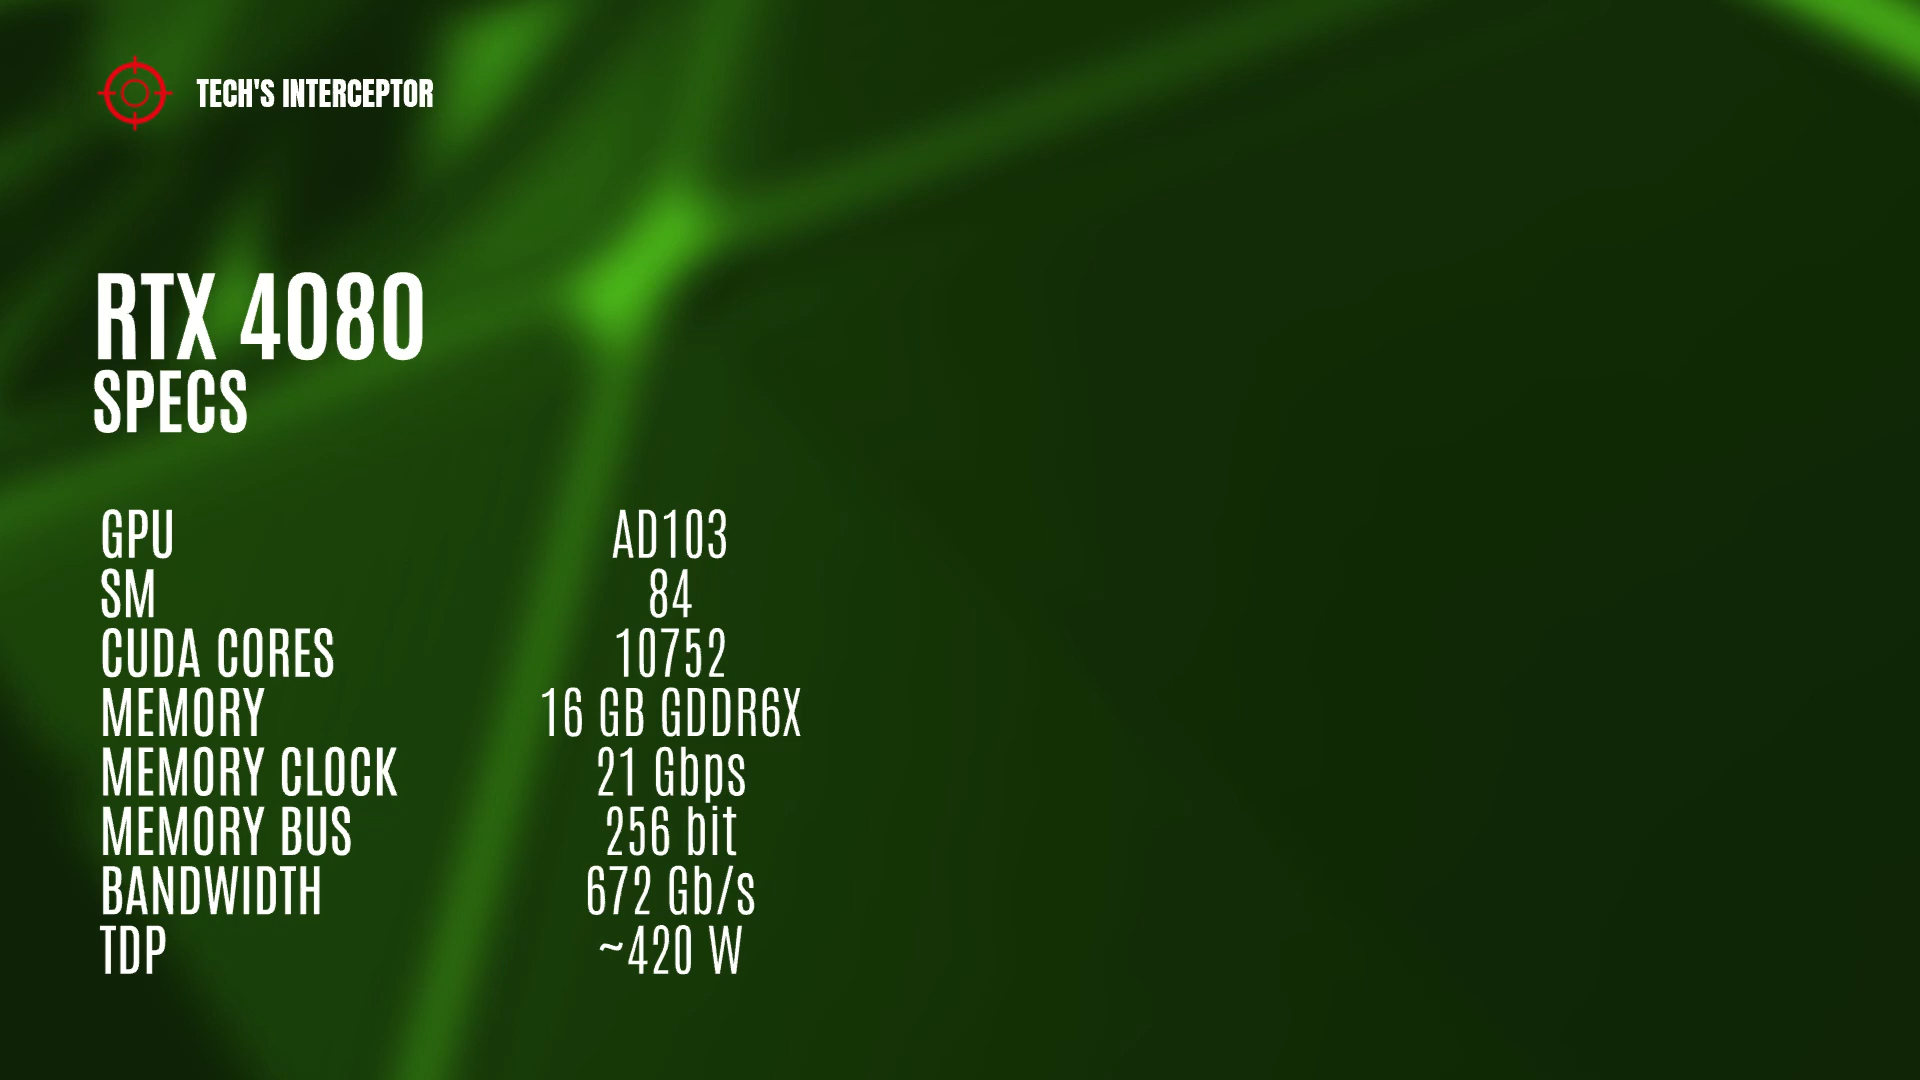 TECH'S INTERCEPTOR
RTX 4080
SPECS
GPU AD103
SM 84
CUDA CORES 10752
MEMORY 16 GB GDDR6X
MEMORY CLOCK 21 Gbps
MEMORY BUS 256 bit
BANDWIDTH 672 Gb/s
TDP ~420 W